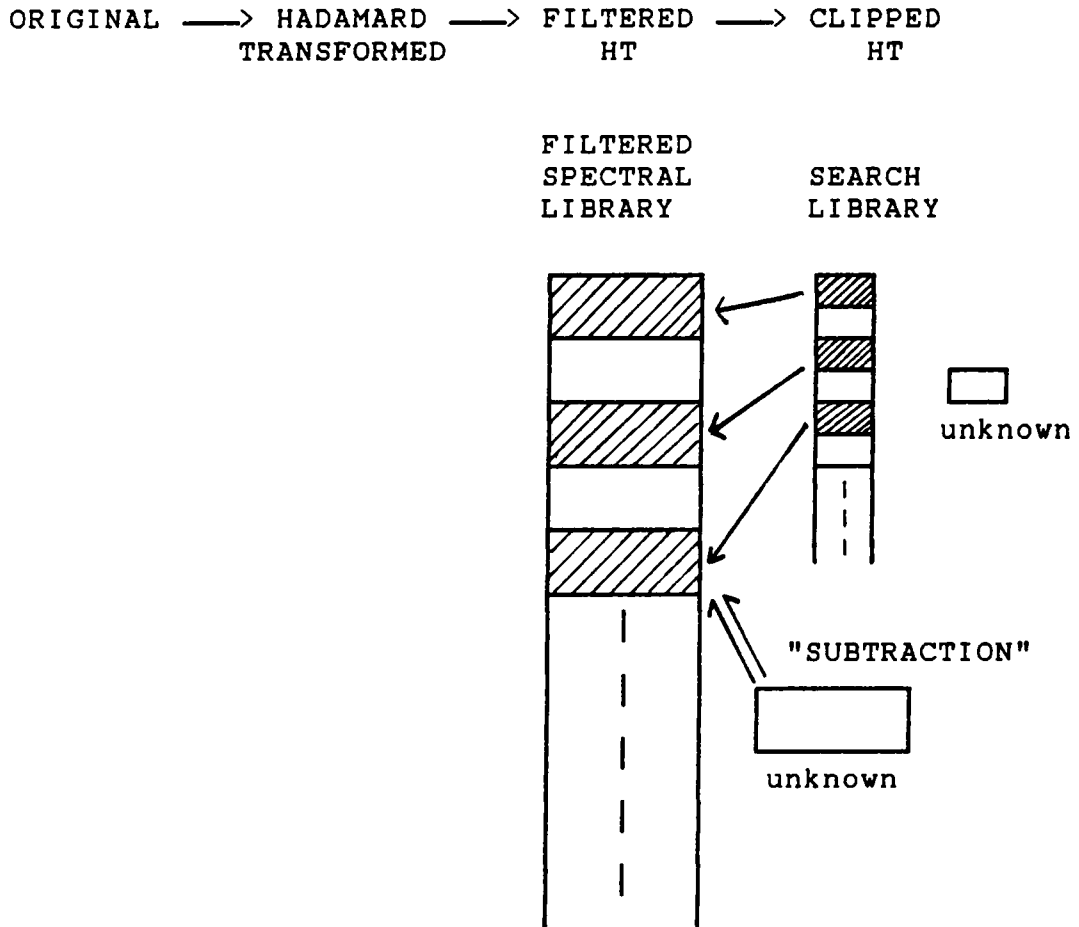 ORIGINAL —> HADAMARD —> FILTERED —> CLIPPED
TRANSFORMED HT HT
FILTERED
SPECTRAL SEARCH
LIBRARY LIBRARY
unknown
"SUBTRACTION"
unknown